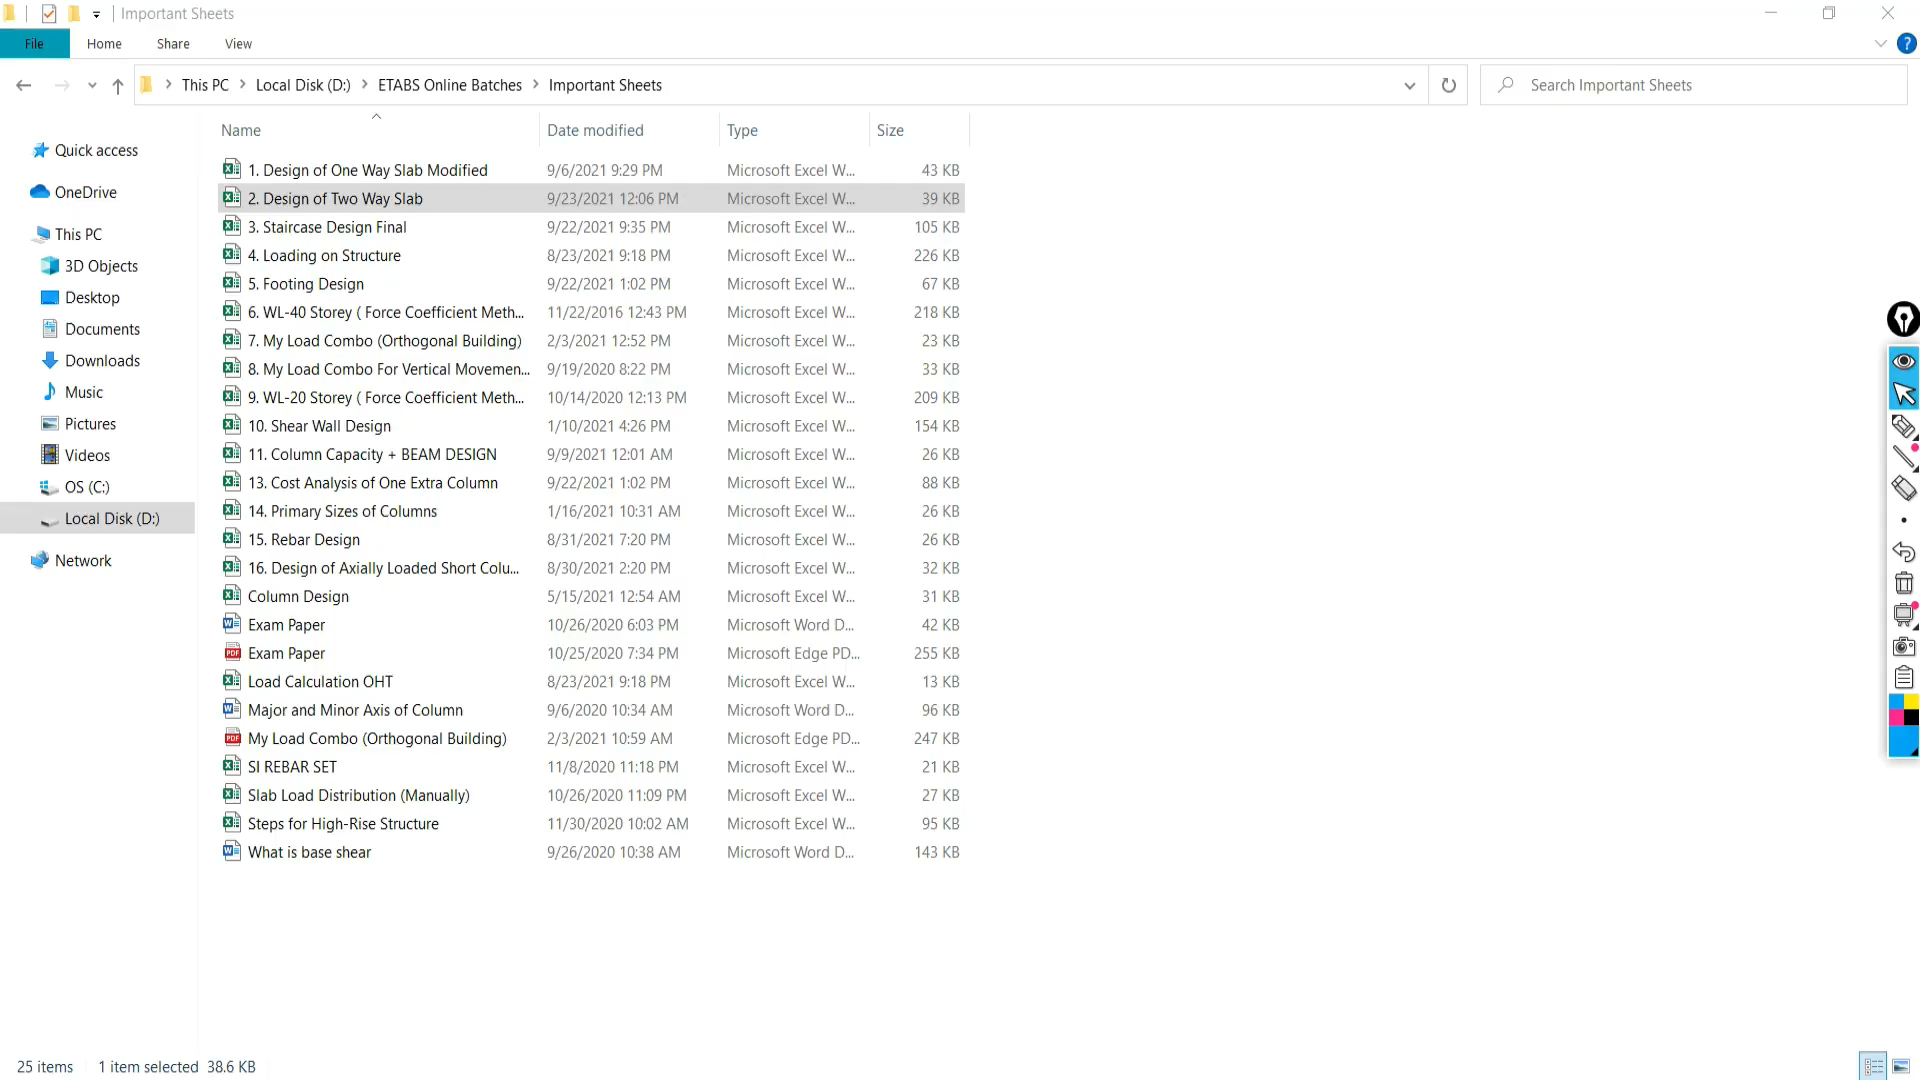 Important Sheets
File Home Share View
This PC > Local Disk (D:) > ETABS Online Batches > Important Sheets
Search Important Sheets
Name Date modified Type Size
Quick access
OneDrive
This PC
3D Objects
Desktop
Documents
Downloads
Music
Pictures
Videos
OS (C:)
Local Disk (D:)
Network
1. Design of One Way Slab Modified 9/6/2021 9:29 PM Microsoft Excel W... 43 KB
2. Design of Two Way Slab 9/23/2021 12:06 PM Microsoft Excel W... 39 KB
3. Staircase Design Final 9/22/2021 9:35 PM Microsoft Excel W... 105 KB
4. Loading on Structure 8/23/2021 9:18 PM Microsoft Excel W... 226 KB
5. Footing Design 9/22/2021 1:02 PM Microsoft Excel W... 67 KB
6. WL-40 Storey ( Force Coefficient Meth... 11/22/2016 12:43 PM Microsoft Excel W... 218 KB
7. My Load Combo (Orthogonal Building) 2/3/2021 12:52 PM Microsoft Excel W... 23 KB
8. My Load Combo For Vertical Movemen... 9/19/2020 8:22 PM Microsoft Excel W... 33 KB
9. WL-20 Storey ( Force Coefficient Meth... 10/14/2020 12:13 PM Microsoft Excel W... 209 KB
10. Shear Wall Design 1/10/2021 4:26 PM Microsoft Excel W... 154 KB
11. Column Capacity + BEAM DESIGN 9/9/2021 12:01 AM Microsoft Excel W... 26 KB
13. Cost Analysis of One Extra Column 9/22/2021 1:02 PM Microsoft Excel W... 88 KB
14. Primary Sizes of Columns 1/16/2021 10:31 AM Microsoft Excel W... 26 KB
15. Rebar Design 8/31/2021 7:20 PM Microsoft Excel W... 26 KB
16. Design of Axially Loaded Short Colu... 8/30/2021 2:20 PM Microsoft Excel W... 32 KB
Column Design 5/15/2021 12:54 AM Microsoft Excel W... 31 KB
Exam Paper 10/26/2020 6:03 PM Microsoft Word D... 42 KB
Exam Paper 10/25/2020 7:34 PM Microsoft Edge PD... 255 KB
Load Calculation OHT 8/23/2021 9:18 PM Microsoft Excel W... 13 KB
Major and Minor Axis of Column 9/6/2020 10:34 AM Microsoft Word D... 96 KB
My Load Combo (Orthogonal Building) 2/3/2021 10:59 AM Microsoft Edge PD... 247 KB
SI REBAR SET 11/8/2020 11:18 PM Microsoft Excel W... 21 KB
Slab Load Distribution (Manually) 10/26/2020 11:09 PM Microsoft Excel W... 27 KB
Steps for High-Rise Structure 11/30/2020 10:02 AM Microsoft Excel W... 95 KB
What is base shear 9/26/2020 10:38 AM Microsoft Word D... 143 KB
25 items 1 item selected 38.6 KB